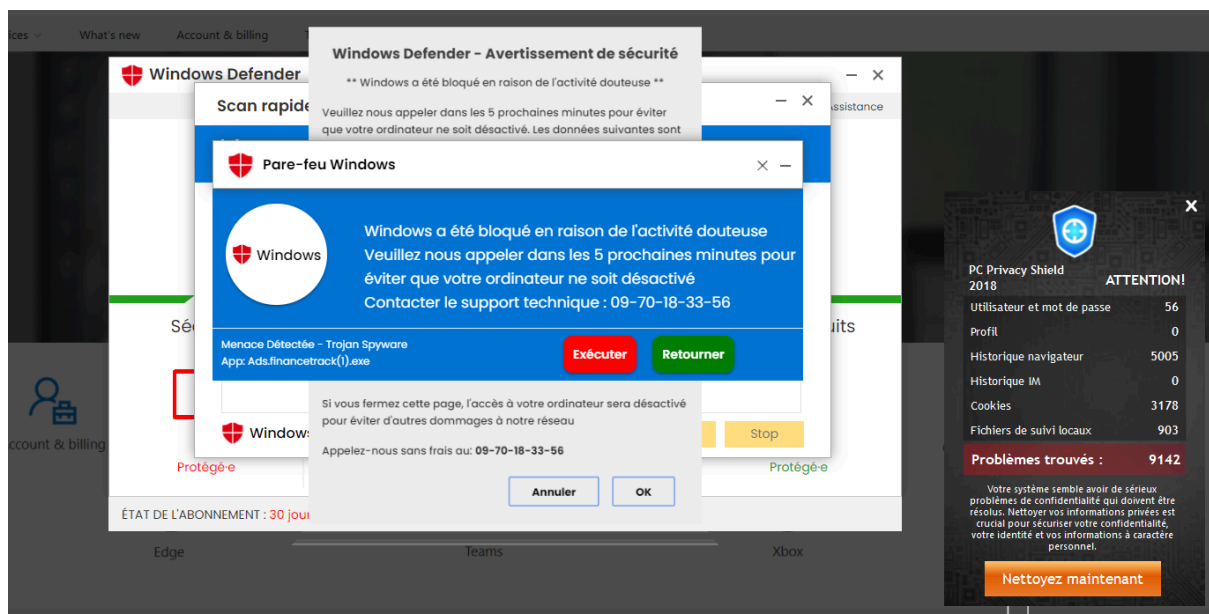 What's new
Account & billing
Windows Defender
Assistance
Scan rapide
Windows Defender - Avertissement de sécurité
** Windows a été bloqué en raison de l'activité douteuse **
Veuillez nous appeler dans les 5 prochaines minutes pour éviter
que votre ordinateur ne soit désactivé. Les données suivantes sont
Pare-feu Windows
Windows
Windows a été bloqué en raison de l'activité douteuse
Veuillez nous appeler dans les 5 prochaines minutes pour
éviter que votre ordinateur ne soit désactivé
Contacter le support technique : 09-70-18-33-56
Menace Détectée - Trojan Spyware
App: Ads.financetrack(1).exe
Exécuter
Retourner
Si vous fermez cette page, l'accès à votre ordinateur sera désactivé
pour éviter d'autres dommages à notre réseau
Appelez-nous sans frais au: 09-70-18-33-56
Annuler
OK
Stop
Windows
Protégé·e
Protégé·e
ÉTAT DE L'ABONNEMENT : 30 jour
account & billing
Edge
Teams
Xbox
X
PC Privacy Shield
2018
ATTENTION!
Utilisateur et mot de passe 56
Profil 0
Historique navigateur 5005
Historique IM 0
Cookies 3178
Fichiers de suivi locaux 903
Problèmes trouvés : 9142
Votre système semble avoir de sérieux
problèmes de confidentialité qui doivent être
résolus. Nettoyer vos informations privées est
crucial pour sécuriser votre confidentialité,
votre identité et vos informations à caractère
personnel.
Nettoyez maintenant